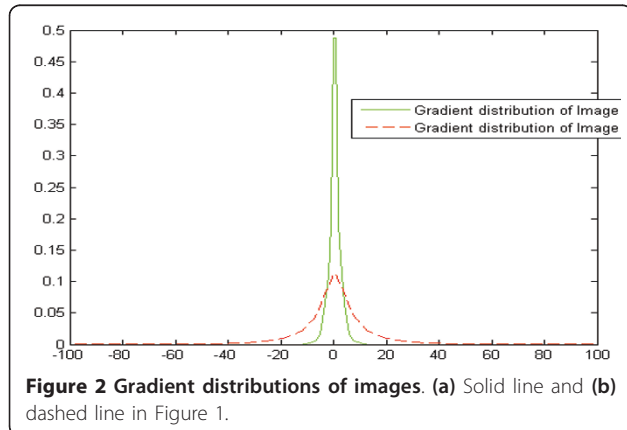 0.5
0.45
0.4
0.35
0.3
0.25
0.2
0.15
0.1
0.05
0
Gradient distribution of Image
Gradient distribution of Image
-100 -80 -60 -40 -20 0 20 40 60 80 100
Figure 2 Gradient distributions of images. (a) Solid line and (b)
dashed line in Figure 1.